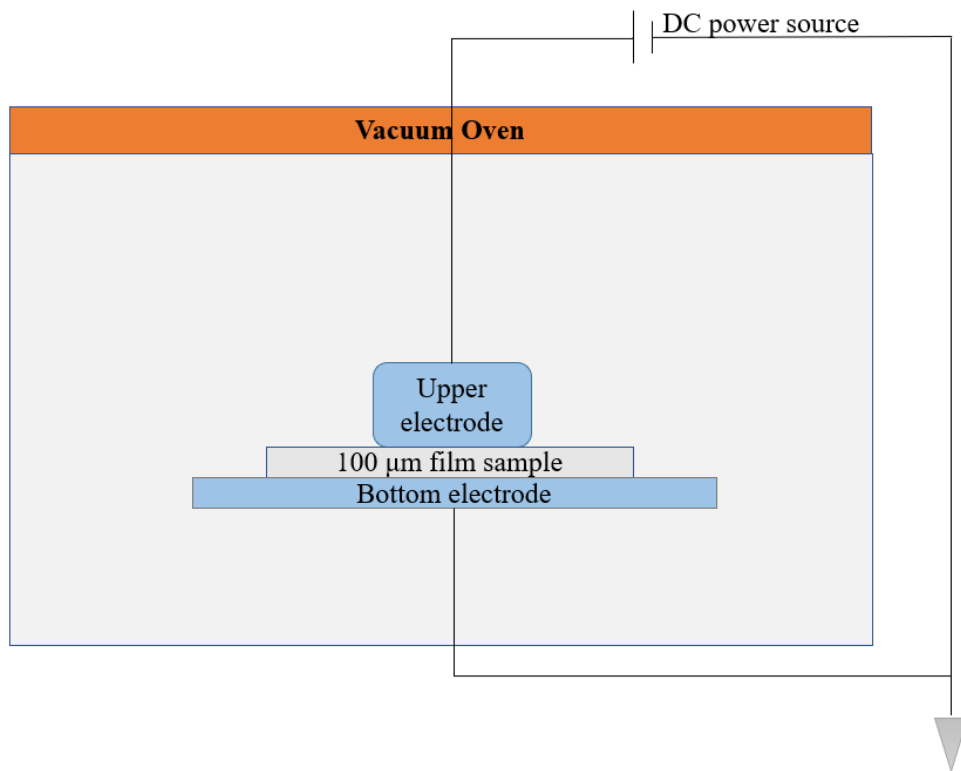 DC power source
Vacuum Oven
Upper
electrode
100 μm film sample
Bottom electrode